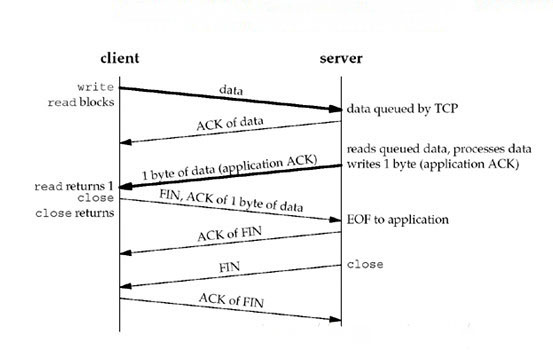 client
server
write
read blocks
data
data queued by TCP
ACK of data
reads queued data, processes data
writes 1 byte (application ACK)
1 byte of data (application ACK)
read returns 1
close
close returns
FIN, ACK of 1 byte of data
EOF to application
ACK of FIN
close
FIN
ACK of FIN